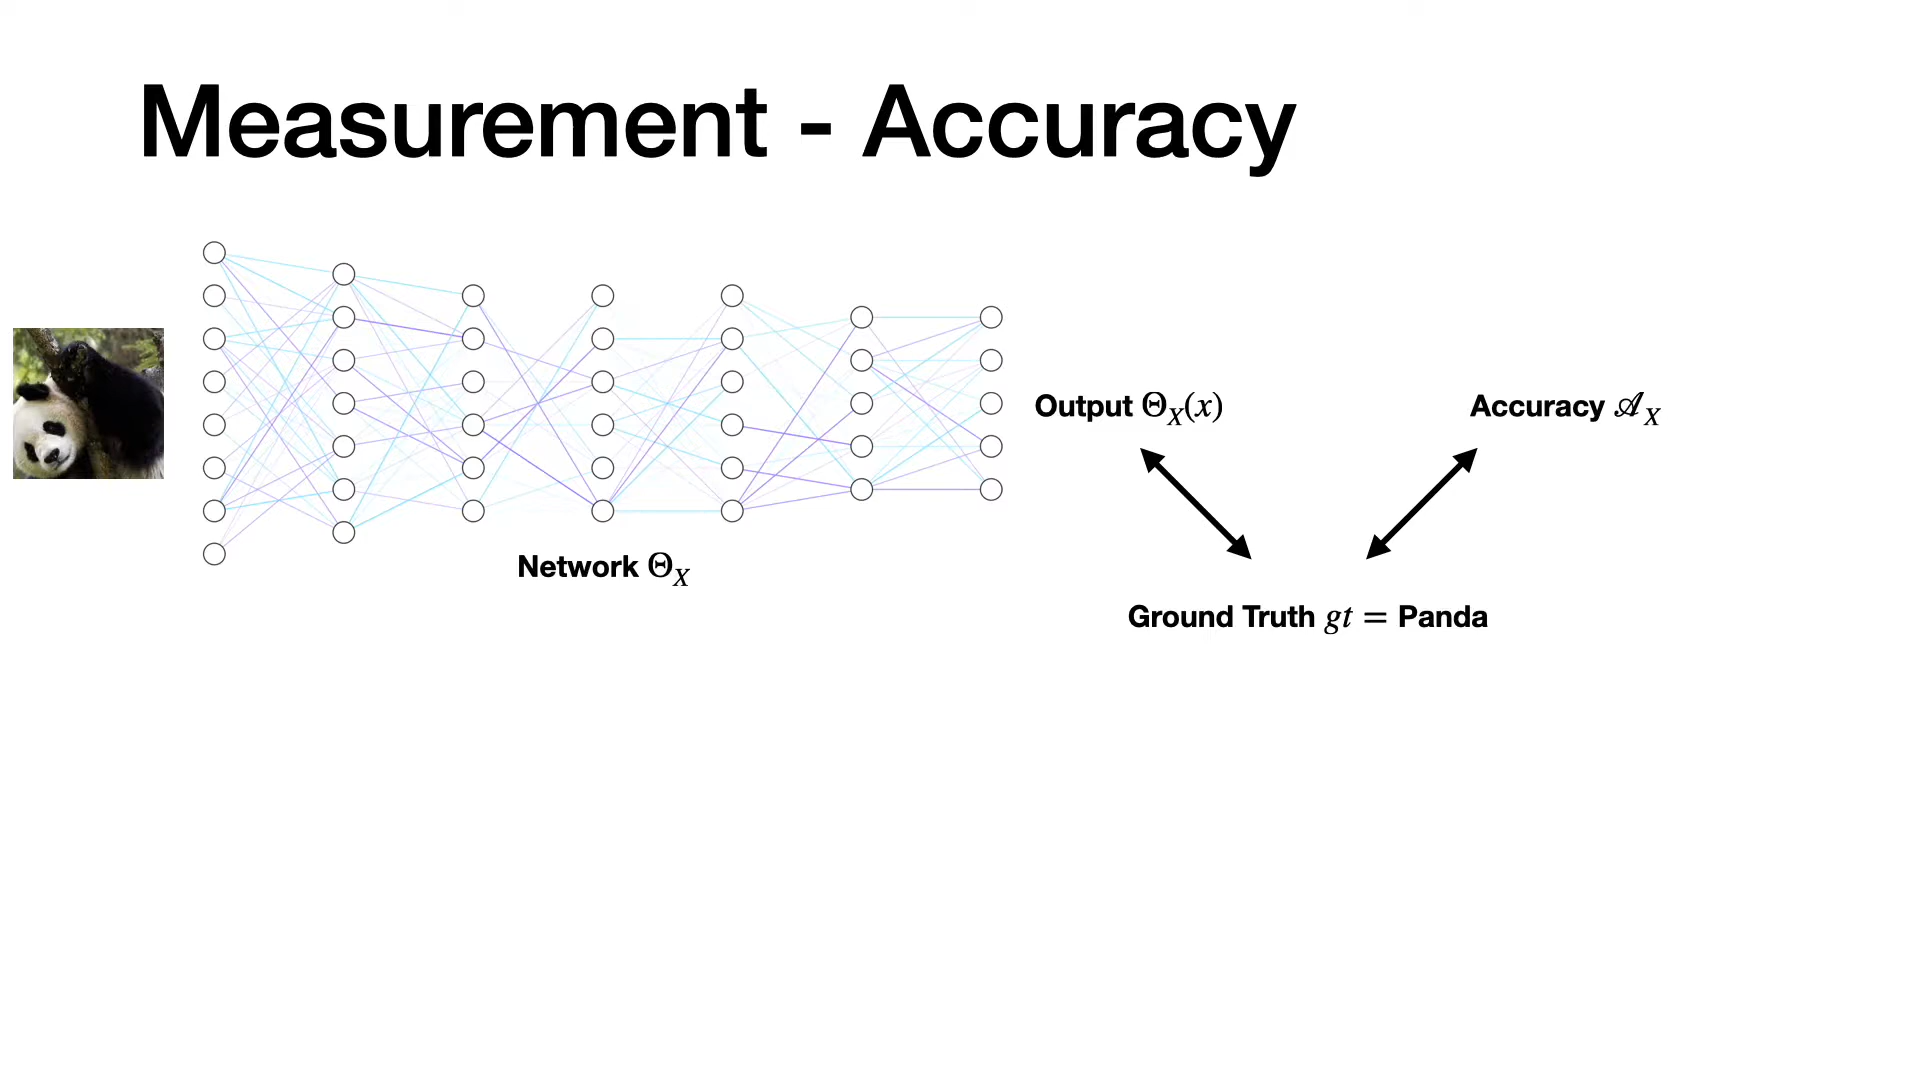 Measurement - Accuracy
Output Θ_X(x)
Accuracy 𝒜_X
Network Θ_X
Ground Truth gt = Panda